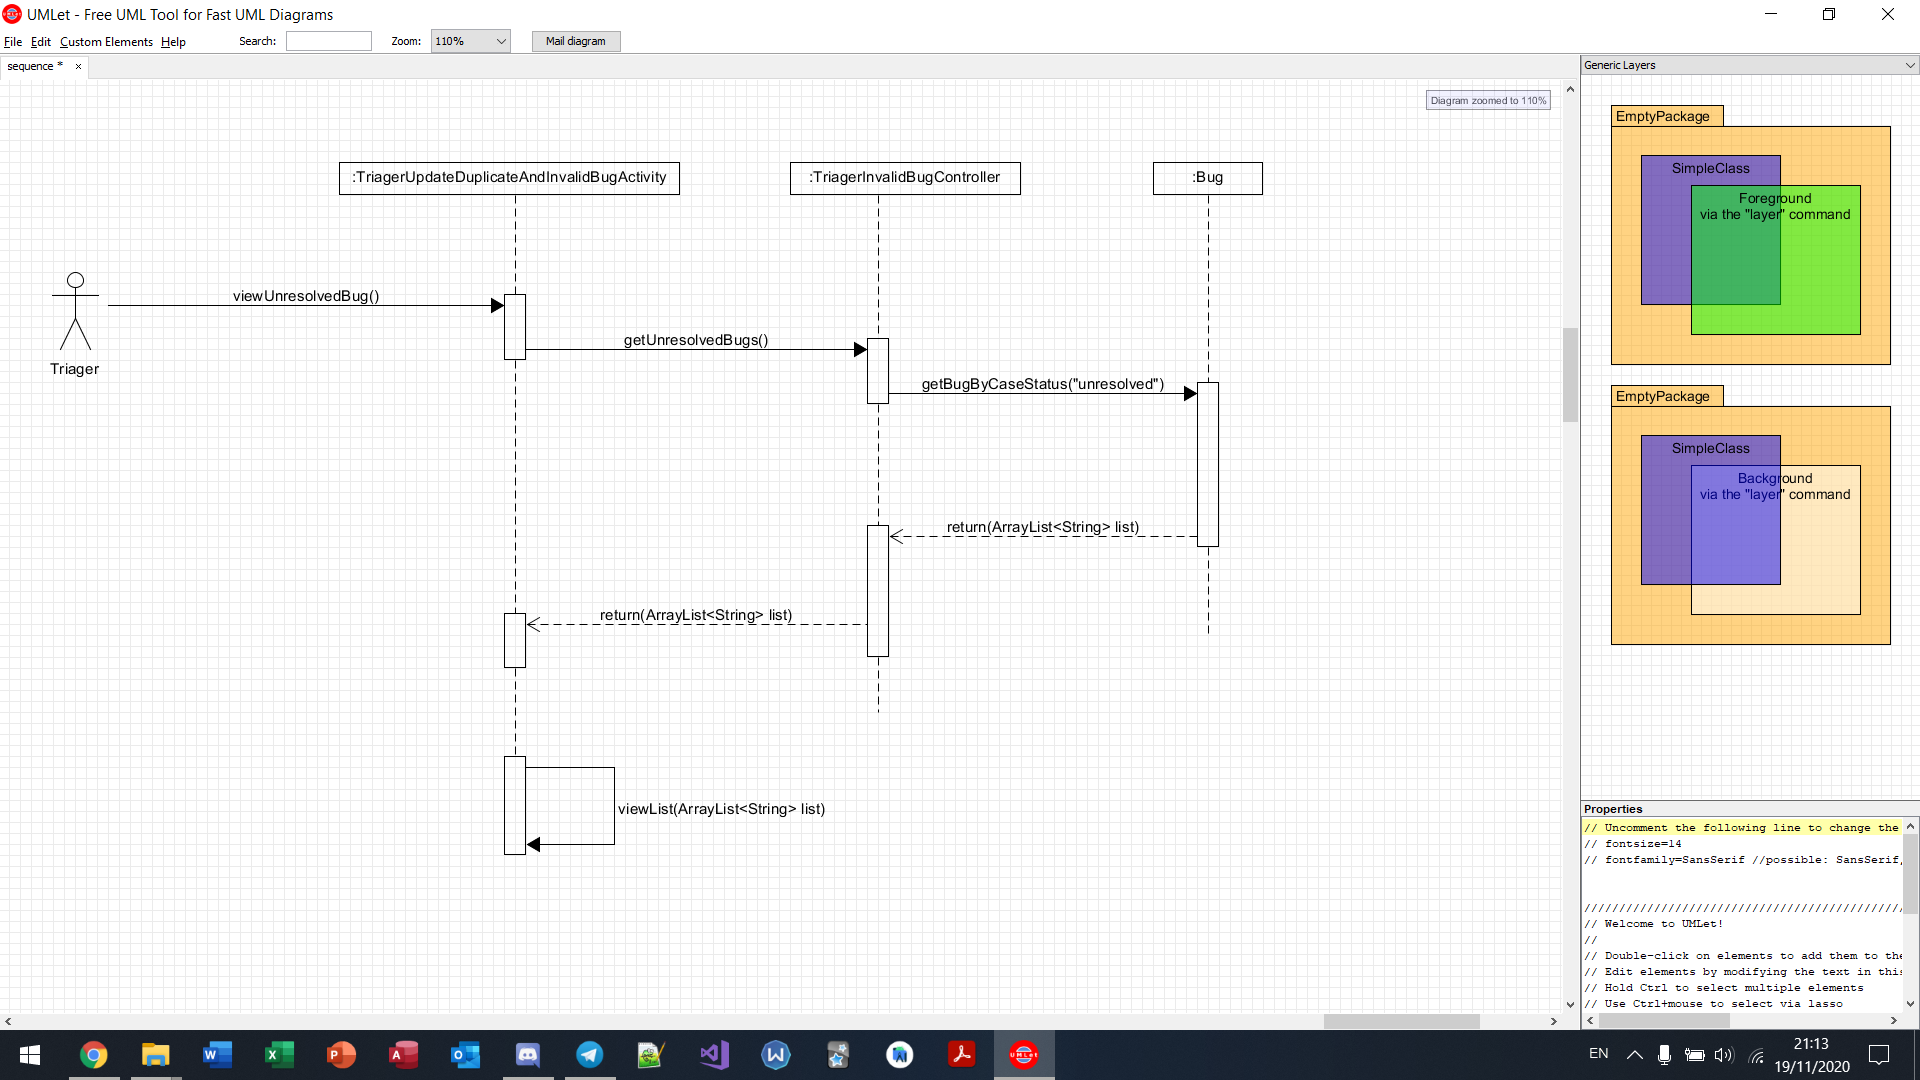 UMLet - Free UML Tool for Fast UML Diagrams
File Edit Custom Elements Help Search: Zoom: 110% Mail diagram
sequence *
Generic Layers
Diagram zoomed to 110%
:TriagerUpdateDuplicateAndInvalidBugActivity
:TriagerInvalidBugController
:Bug
viewUnresolvedBug()
Triager
getUnresolvedBugs()
getBugByCaseStatus("unresolved")
return(ArrayList<String> list)
return(ArrayList<String> list)
viewList(ArrayList<String> list)
EmptyPackage
SimpleClass
Foreground
via the "layer" command
EmptyPackage
SimpleClass
Background
via the "layer" command
Properties
// Uncomment the following line to change the
// fontsize=14
// fontfamily=SansSerif //possible: SansSerif,
//////////////////////////////////////////////
// Welcome to UMLet!
//
// Double-click on elements to add them to the
// Edit elements by modifying the text in this
// Hold Ctrl to select multiple elements
// Use Ctrl+mouse to select via lasso
EN
21:13
19/11/2020